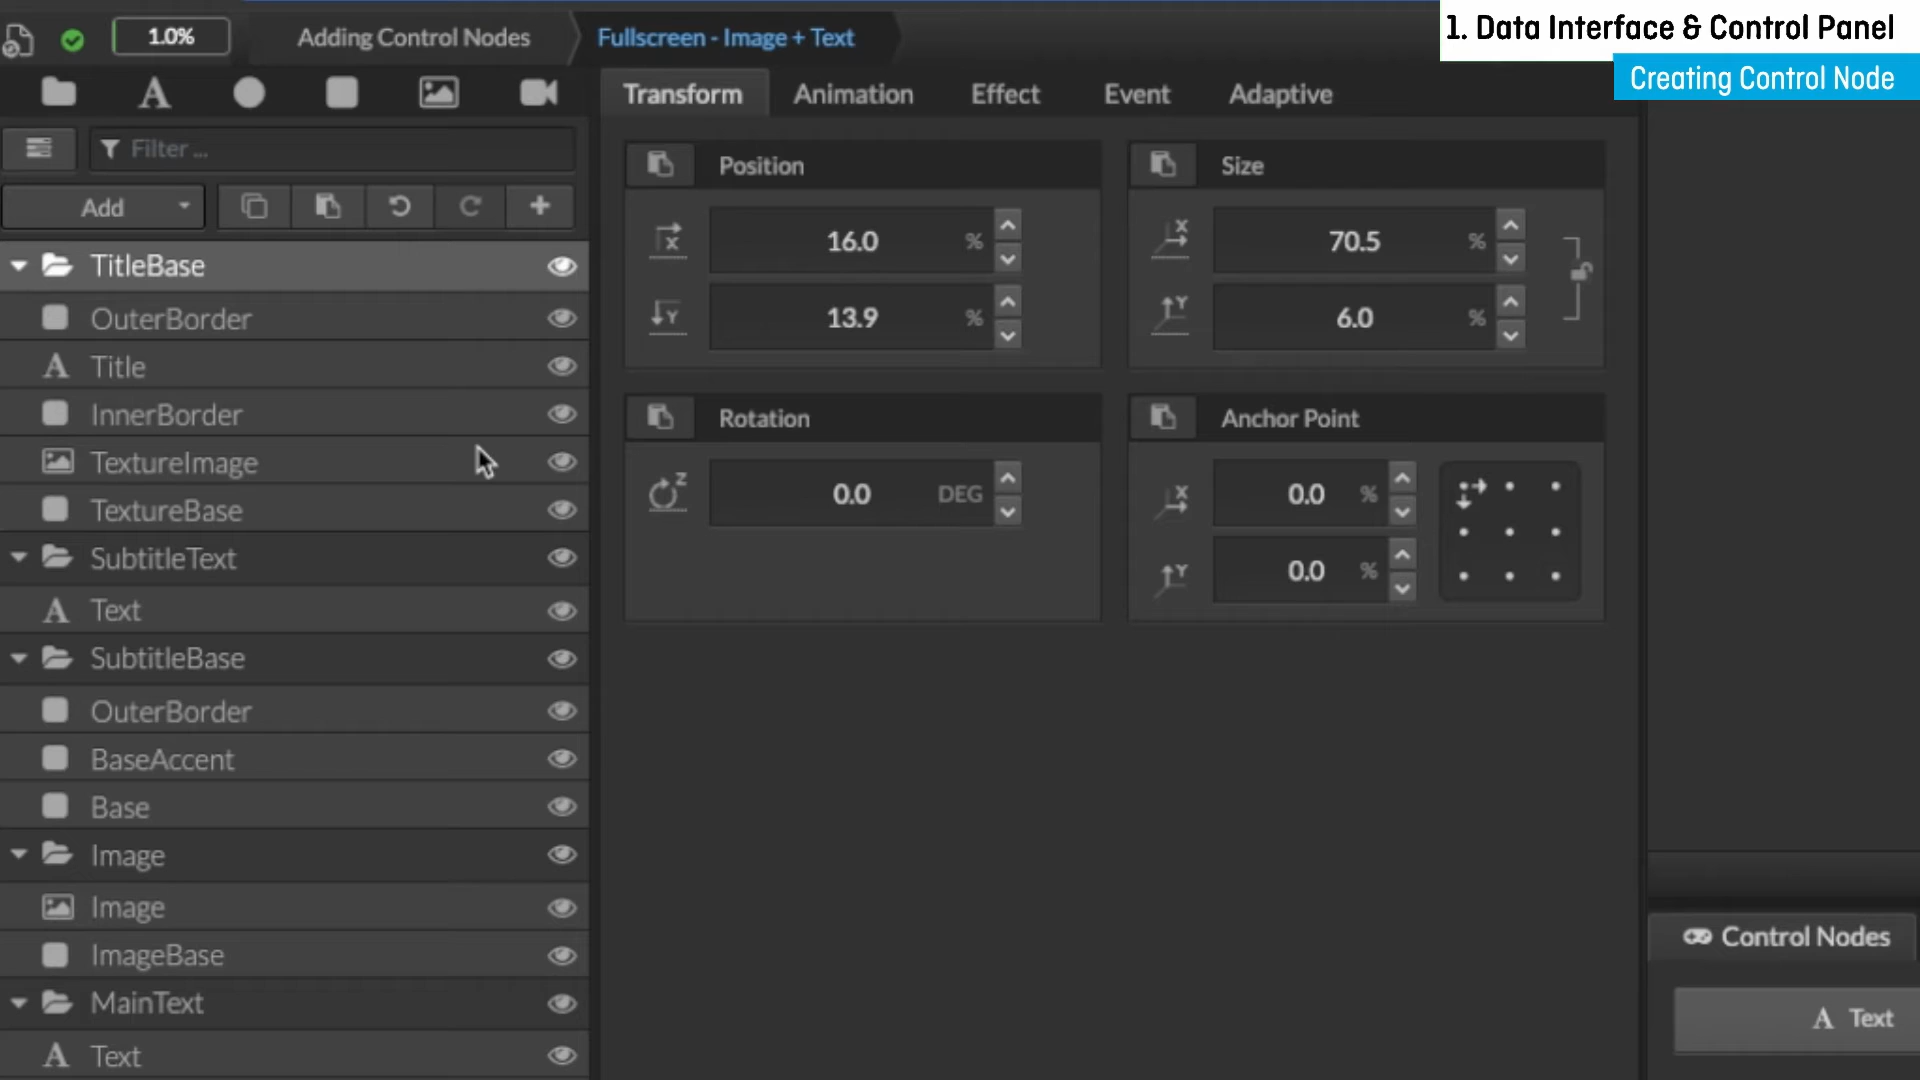 1. Data Interface & Control Panel
Creating Control Node
1.0%
Adding Control Nodes
Fullscreen - Image + Text
Transform
Animation
Effect
Event
Adaptive
Filter ...
Add
TitleBase
OuterBorder
Title
InnerBorder
TextureImage
TextureBase
SubtitleText
Text
SubtitleBase
OuterBorder
BaseAccent
Base
Image
Image
ImageBase
MainText
Text
Position
X 16.0 %
Y 13.9 %
Size
X 70.5 %
Y 6.0 %
Rotation
Z 0.0 DEG
Anchor Point
X 0.0 %
Y 0.0 %
Control Nodes
A Text